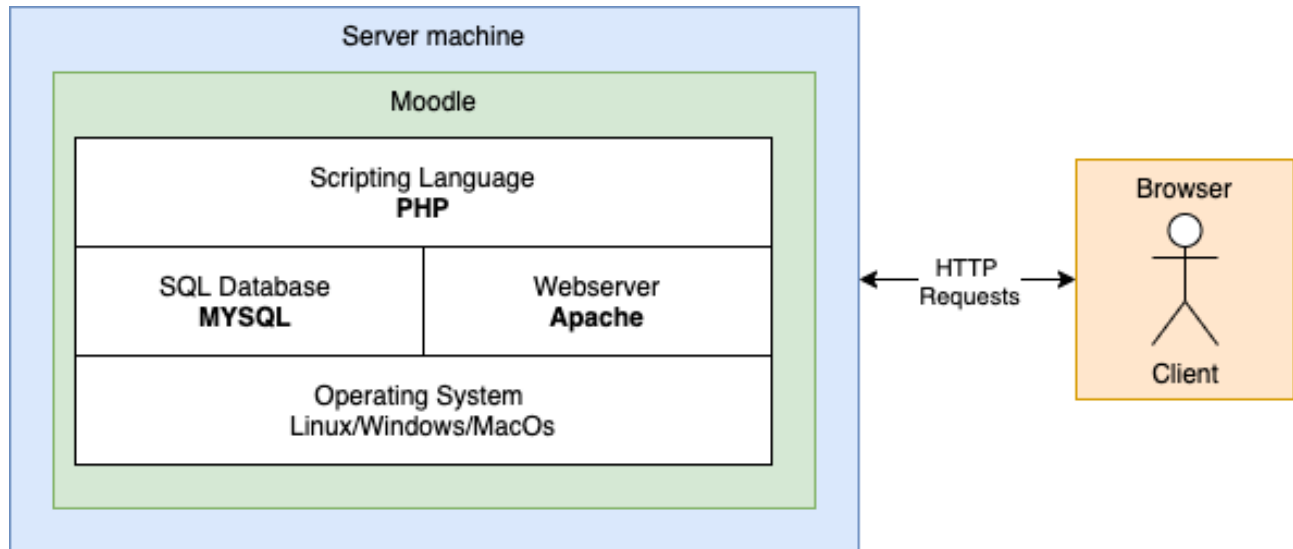 Server machine
Moodle
Scripting Language
PHP
SQL Database
MYSQL
Webserver
Apache
Operating System
Linux/Windows/MacOs
HTTP
Requests
Browser
Client